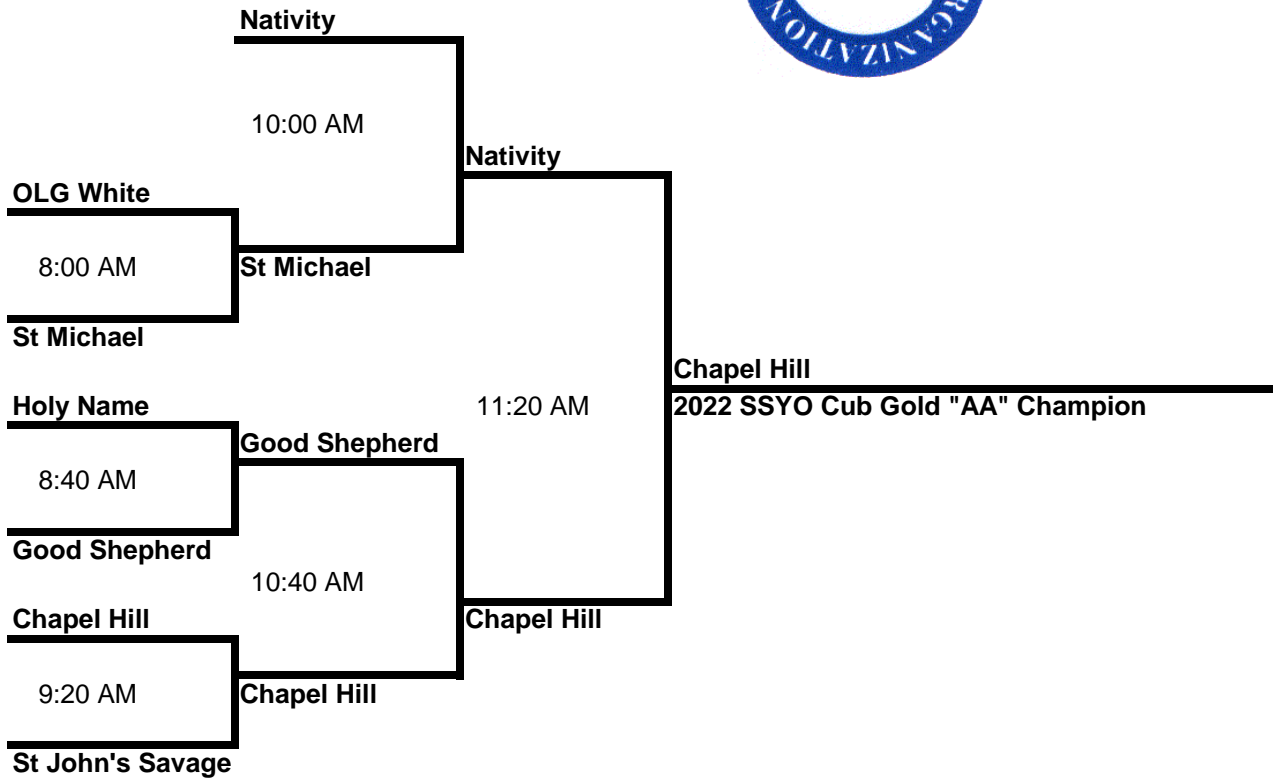 Nativity
10:00 AM
Nativity
OLG White
8:00 AM
St Michael
St Michael
Holy Name
8:40 AM
Good Shepherd
Good Shepherd
10:40 AM
Chapel Hill
9:20 AM
Chapel Hill
St John's Savage
Chapel Hill
11:20 AM
Chapel Hill
2022 SSYO Cub Gold "AA" Champion
RGANIZATION